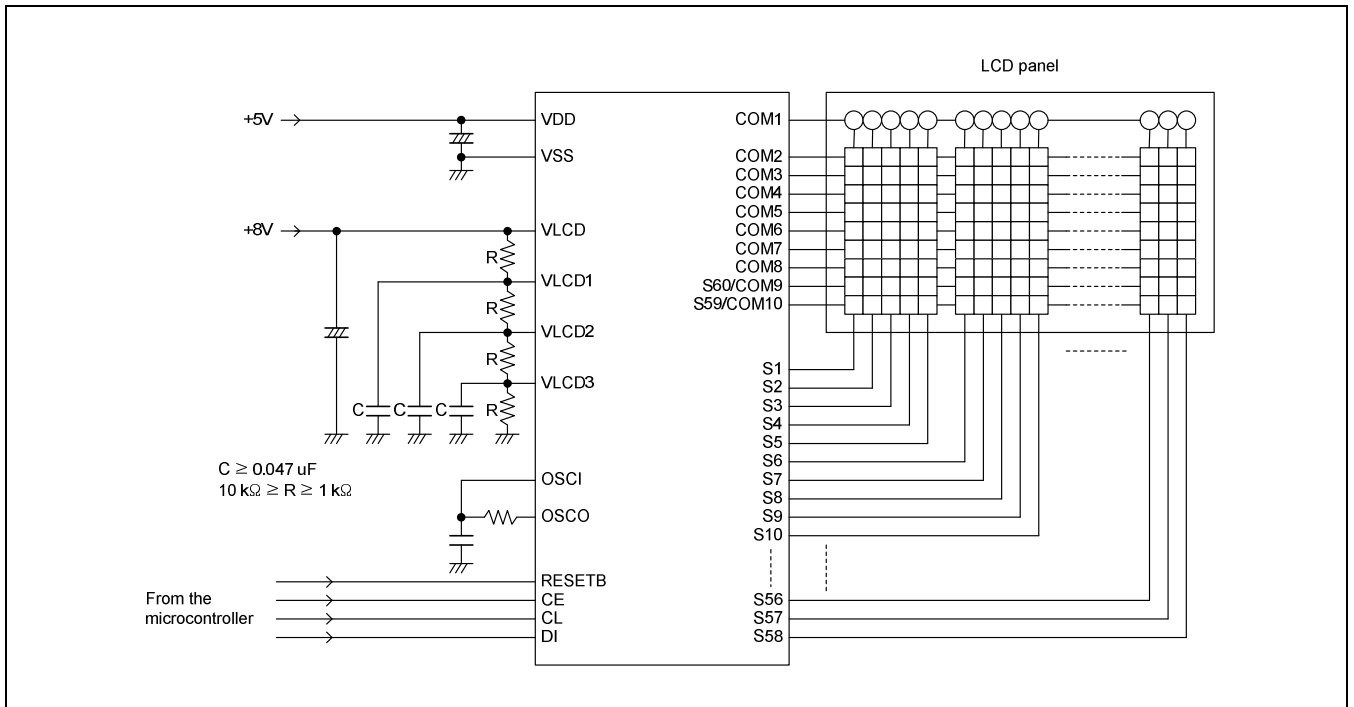 LCD panel
+5V
VDD
VSS
+8V
VLCD
R
VLCD1
R
VLCD2
R
VLCD3
C
C
C
R
C ≥ 0.047 uF
10 kΩ ≥ R ≥ 1 kΩ
OSCI
OSCO
From the
microcontroller
RESETB
CE
CL
DI
COM1
COM2
COM3
COM4
COM5
COM6
COM7
COM8
S60/COM9
S59/COM10
S1
S2
S3
S4
S5
S6
S7
S8
S9
S10
S56
S57
S58